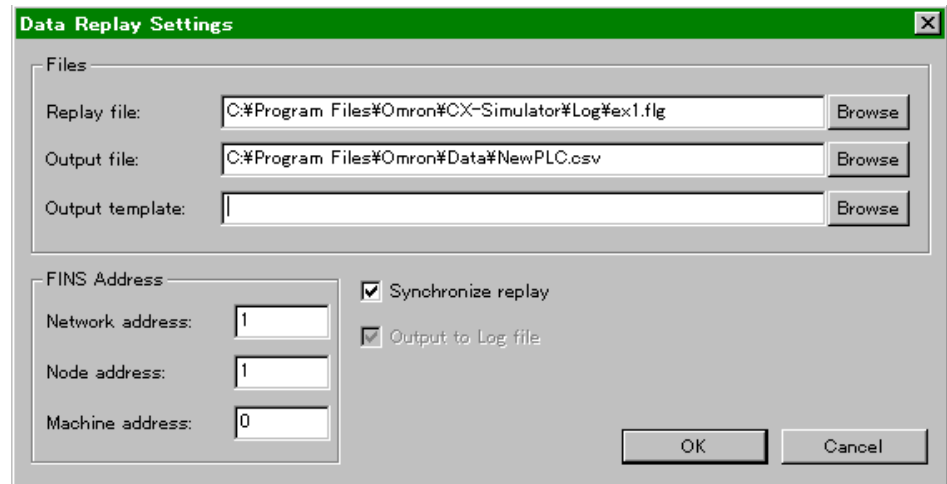 Data Replay Settings
Files
Replay file: C:¥Program Files¥Omron¥CX-Simulator¥Log¥ex1.flg Browse
Output file: C:¥Program Files¥Omron¥Data¥NewPLC.csv Browse
Output template: Browse
FINS Address
Network address: 1
Node address: 1
Machine address: 0
Synchronize replay
Output to Log file
OK Cancel